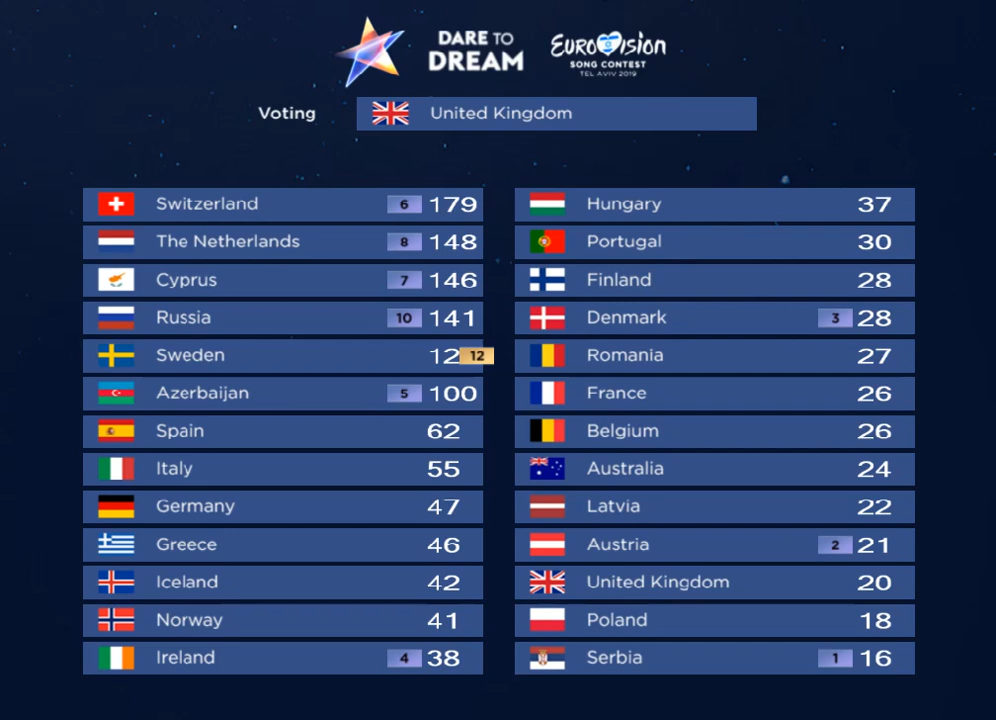 DARE TO
DREAM
EUROVISION
SONG CONTEST
TEL AVIV 2019
Voting United Kingdom
Switzerland 6 179
The Netherlands 8 148
Cyprus 7 146
Russia 10 141
Sweden 12 12
Azerbaijan 5 100
Spain 62
Italy 55
Germany 47
Greece 46
Iceland 42
Norway 41
Ireland 4 38
Hungary 37
Portugal 30
Finland 28
Denmark 3 28
Romania 27
France 26
Belgium 26
Australia 24
Latvia 22
Austria 2 21
United Kingdom 20
Poland 18
Serbia 1 16